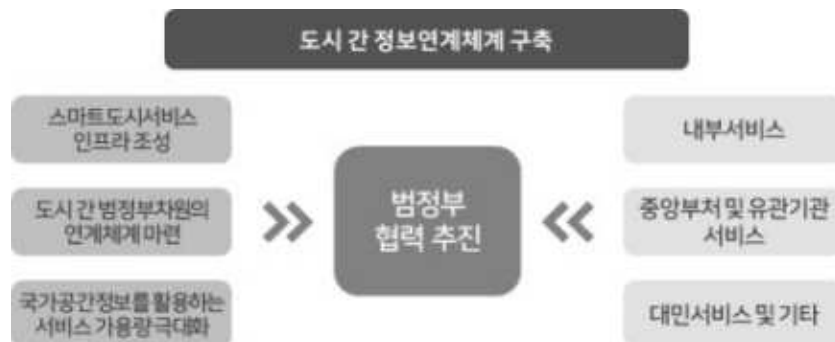 도시 간 정보연계체계 구축
스마트도시서비스
인프라 조성
도시 간 범정부차원의
연계체계 마련
국가공간정보를 활용하는
서비스 가용량 극대화
범정부
협력 추진
내부서비스
중앙부처 및 유관기관
서비스
대민서비스 및 기타